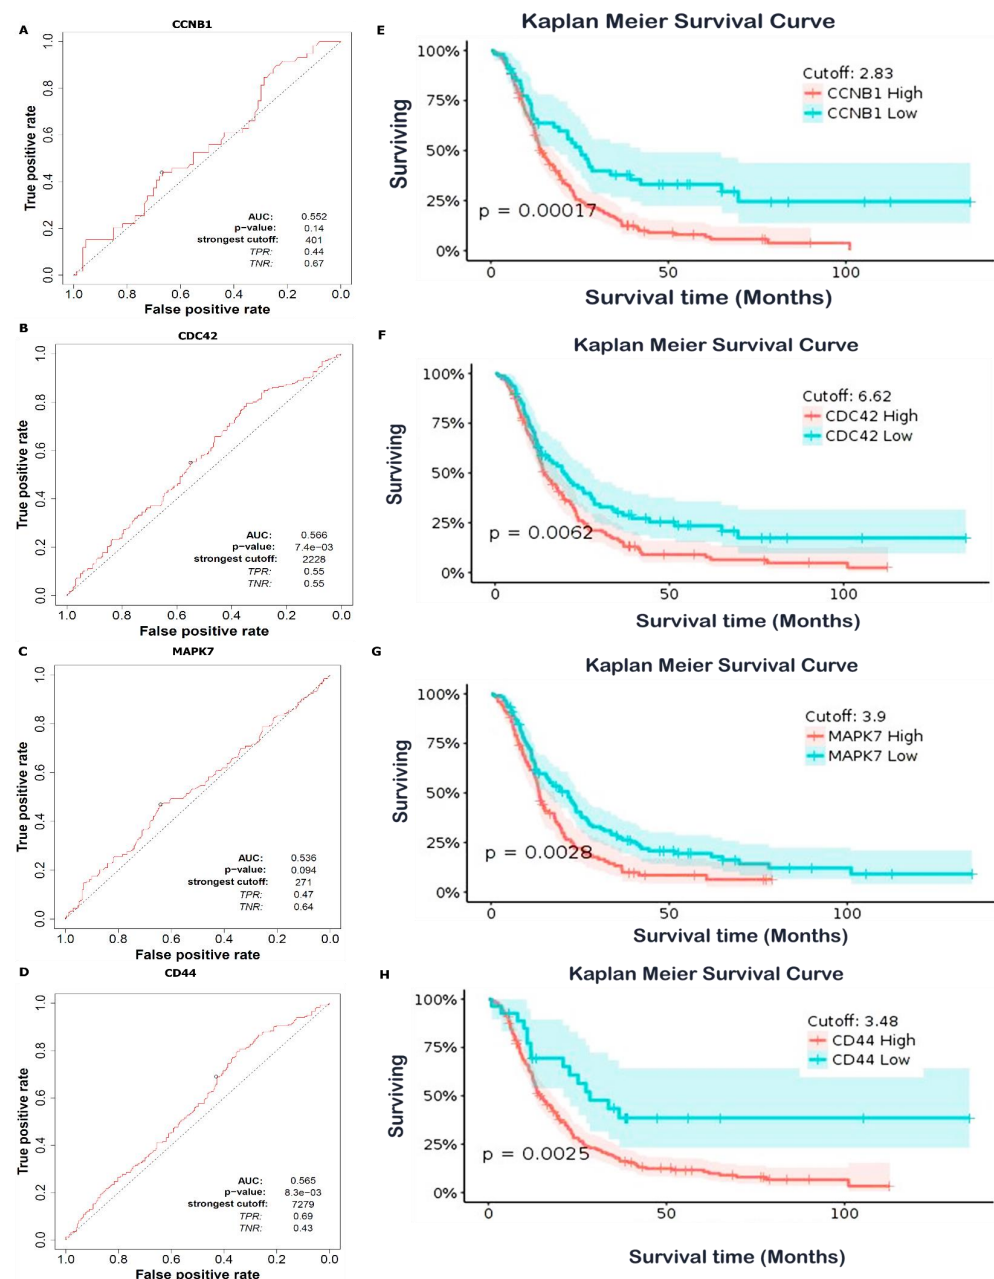 A
CCNB1
1.0
0.8
0.6
0.4
0.2
0.0
True positive rate
AUC: 0.552
p-value: 0.14
strongest cutoff 401
TPR: 0.44
TNR: 0.67
1.0 0.8 0.6 0.4 0.2 0.0
False positive rate
E
Kaplan Meier Survival Curve
100%
75%
50%
25%
0%
Surviving
Cutoff: 2.83
CCNB1 High
CCNB1 Low
p = 0.00017
0 50 100
Survival time (Months)
B
CDC42
1.0
0.8
0.6
0.4
0.2
0.0
True positive rate
AUC: 0.566
p-value: 7.4e−03
strongest cutoff 2228
TPR: 0.55
TNR: 0.55
1.0 0.8 0.6 0.4 0.2 0.0
False positive rate
F
Kaplan Meier Survival Curve
100%
75%
50%
25%
0%
Surviving
Cutoff: 6.62
CDC42 High
CDC42 Low
p = 0.0062
0 50 100
Survival time (Months)
C
MAPK7
1.0
0.8
0.6
0.4
0.2
0.0
True positive rate
AUC: 0.536
p-value: 0.094
strongest cutoff: 271
TPR: 0.47
TNR: 0.64
1.0 0.8 0.6 0.4 0.2 0.0
False positive rate
G
Kaplan Meier Survival Curve
100%
75%
50%
25%
0%
Surviving
Cutoff: 3.9
MAPK7 High
MAPK7 Low
p = 0.0028
0 50 100
Survival time (Months)
D
CD44
1.0
0.8
0.6
0.4
0.2
0.0
True positive rate
AUC: 0.565
p-value: 8.3e−03
strongest cutoff: 7279
TPR: 0.69
TNR: 0.43
1.0 0.8 0.6 0.4 0.2 0.0
False positive rate
H
Kaplan Meier Survival Curve
100%
75%
50%
25%
0%
Surviving
Cutoff: 3.48
CD44 High
CD44 Low
p = 0.0025
0 50 100
Survival time (Months)